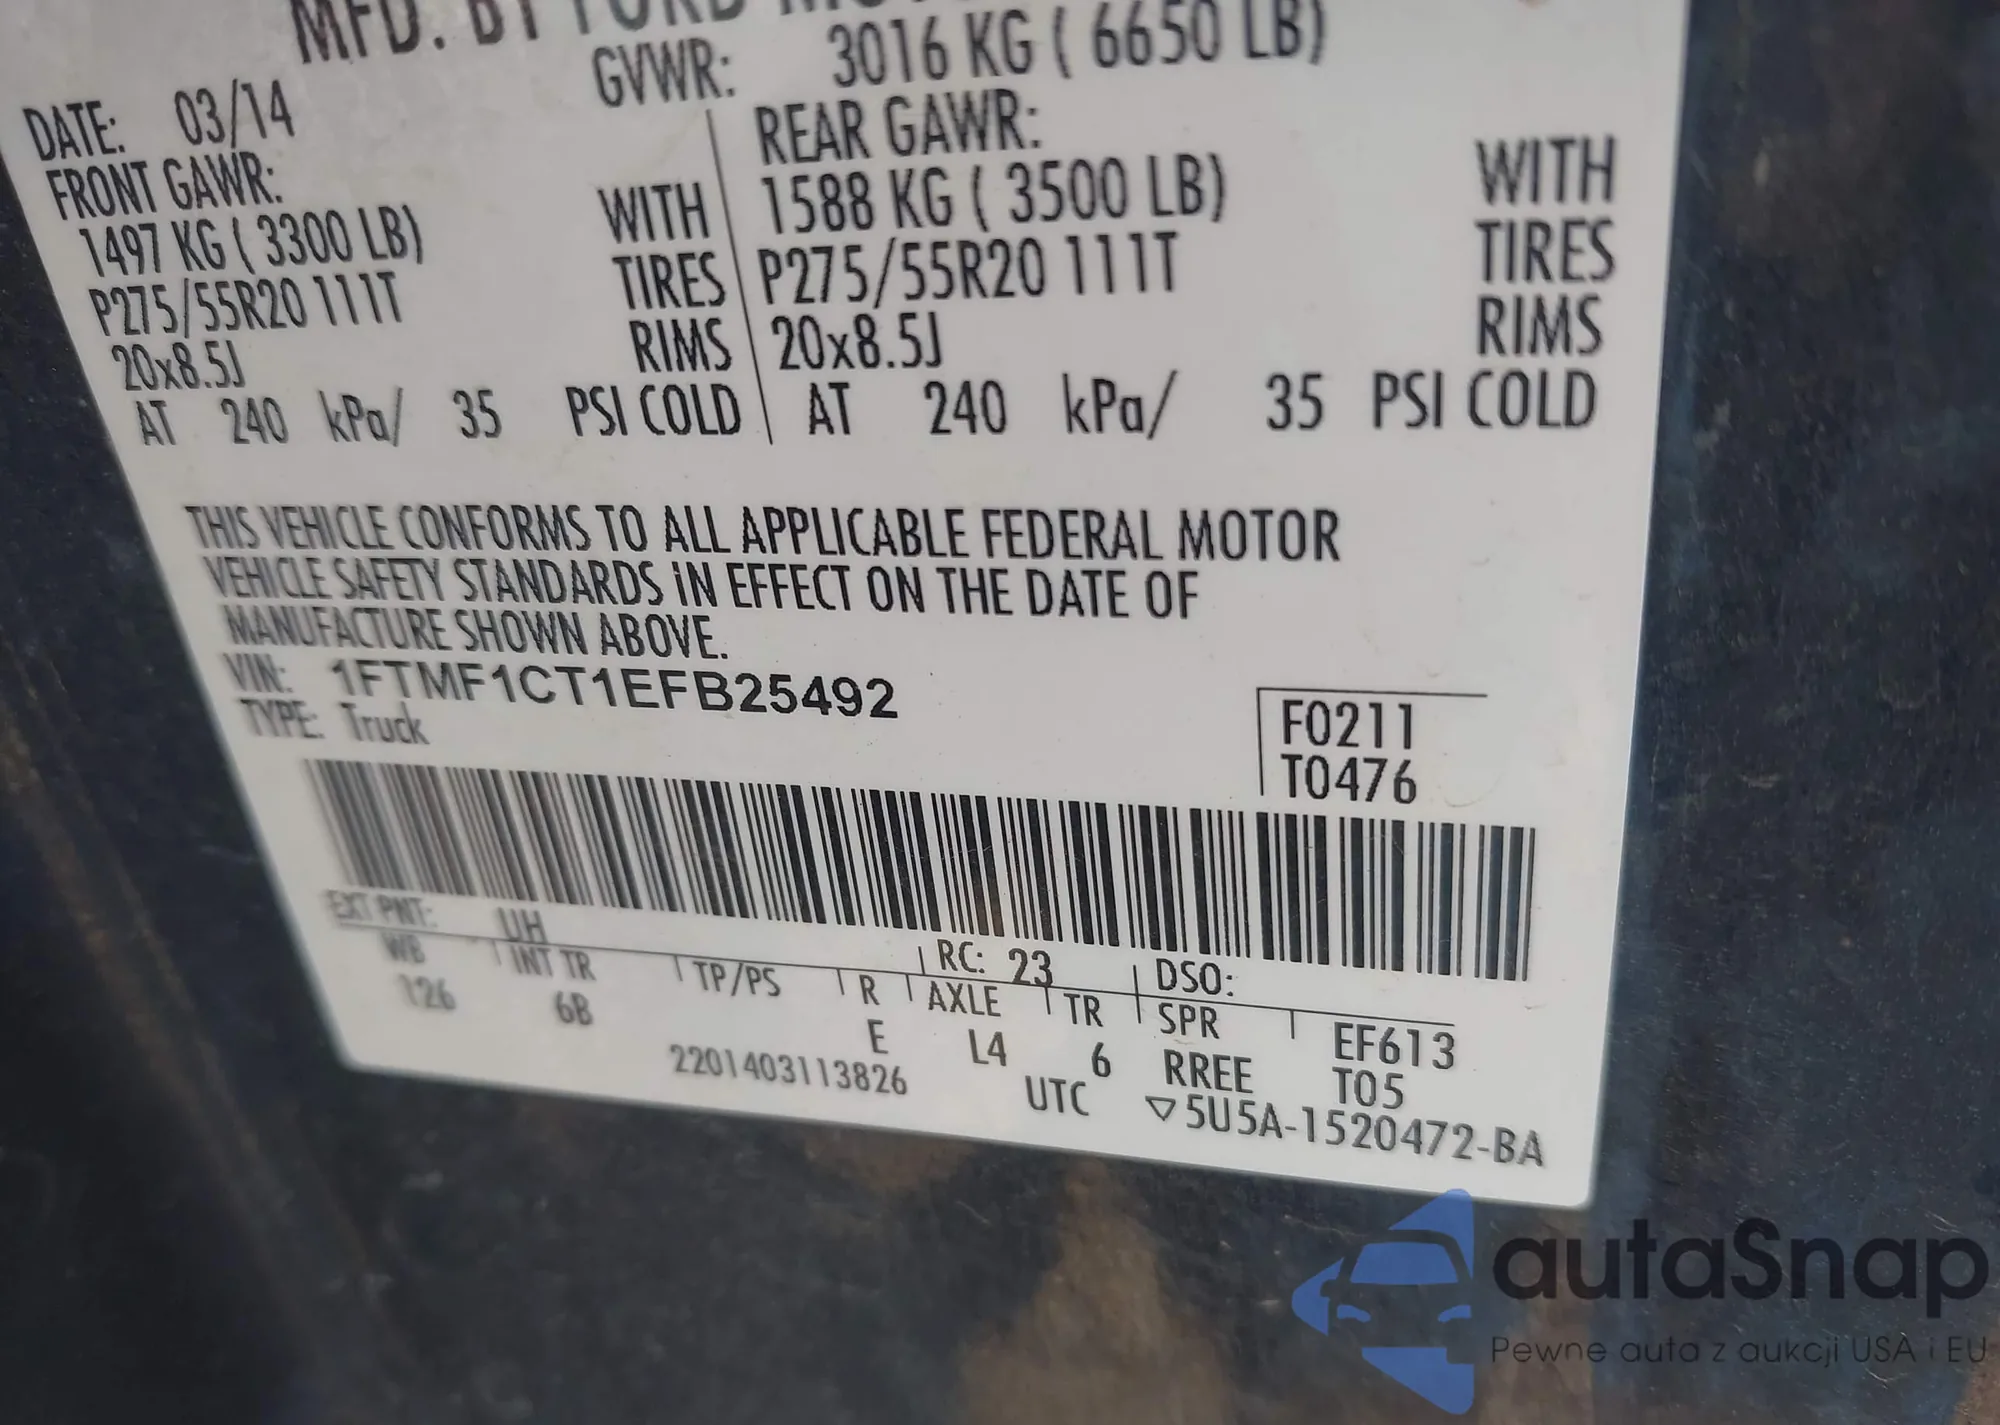 MFD. BY FORD MOTO
GVWR: 3016 KG ( 6650 LB)
DATE: 03/14
FRONT GAWR:
1497 KG ( 3300 LB) WITH
P275/55R20 111T TIRES
20x8.5J RIMS
AT 240 kPa/ 35 PSI COLD
REAR GAWR:
1588 KG ( 3500 LB) WITH
P275/55R20 111T TIRES
20x8.5J RIMS
AT 240 kPa/ 35 PSI COLD
THIS VEHICLE CONFORMS TO ALL APPLICABLE FEDERAL MOTOR
VEHICLE SAFETY STANDARDS IN EFFECT ON THE DATE OF
MANUFACTURE SHOWN ABOVE.
VIN: 1FTMF1CT1EFB25492
TYPE: Truck
F0211
T0476
EXT PNT: UH RC: 23 DSO:
WB INT TR TP/PS R AXLE TR SPR EF613
126 6B E L4 6 RREE T05
2201403113826 UTC ▽5U5A-1520472-BA
autaSnap
Pewne auta z aukcji USA i EU